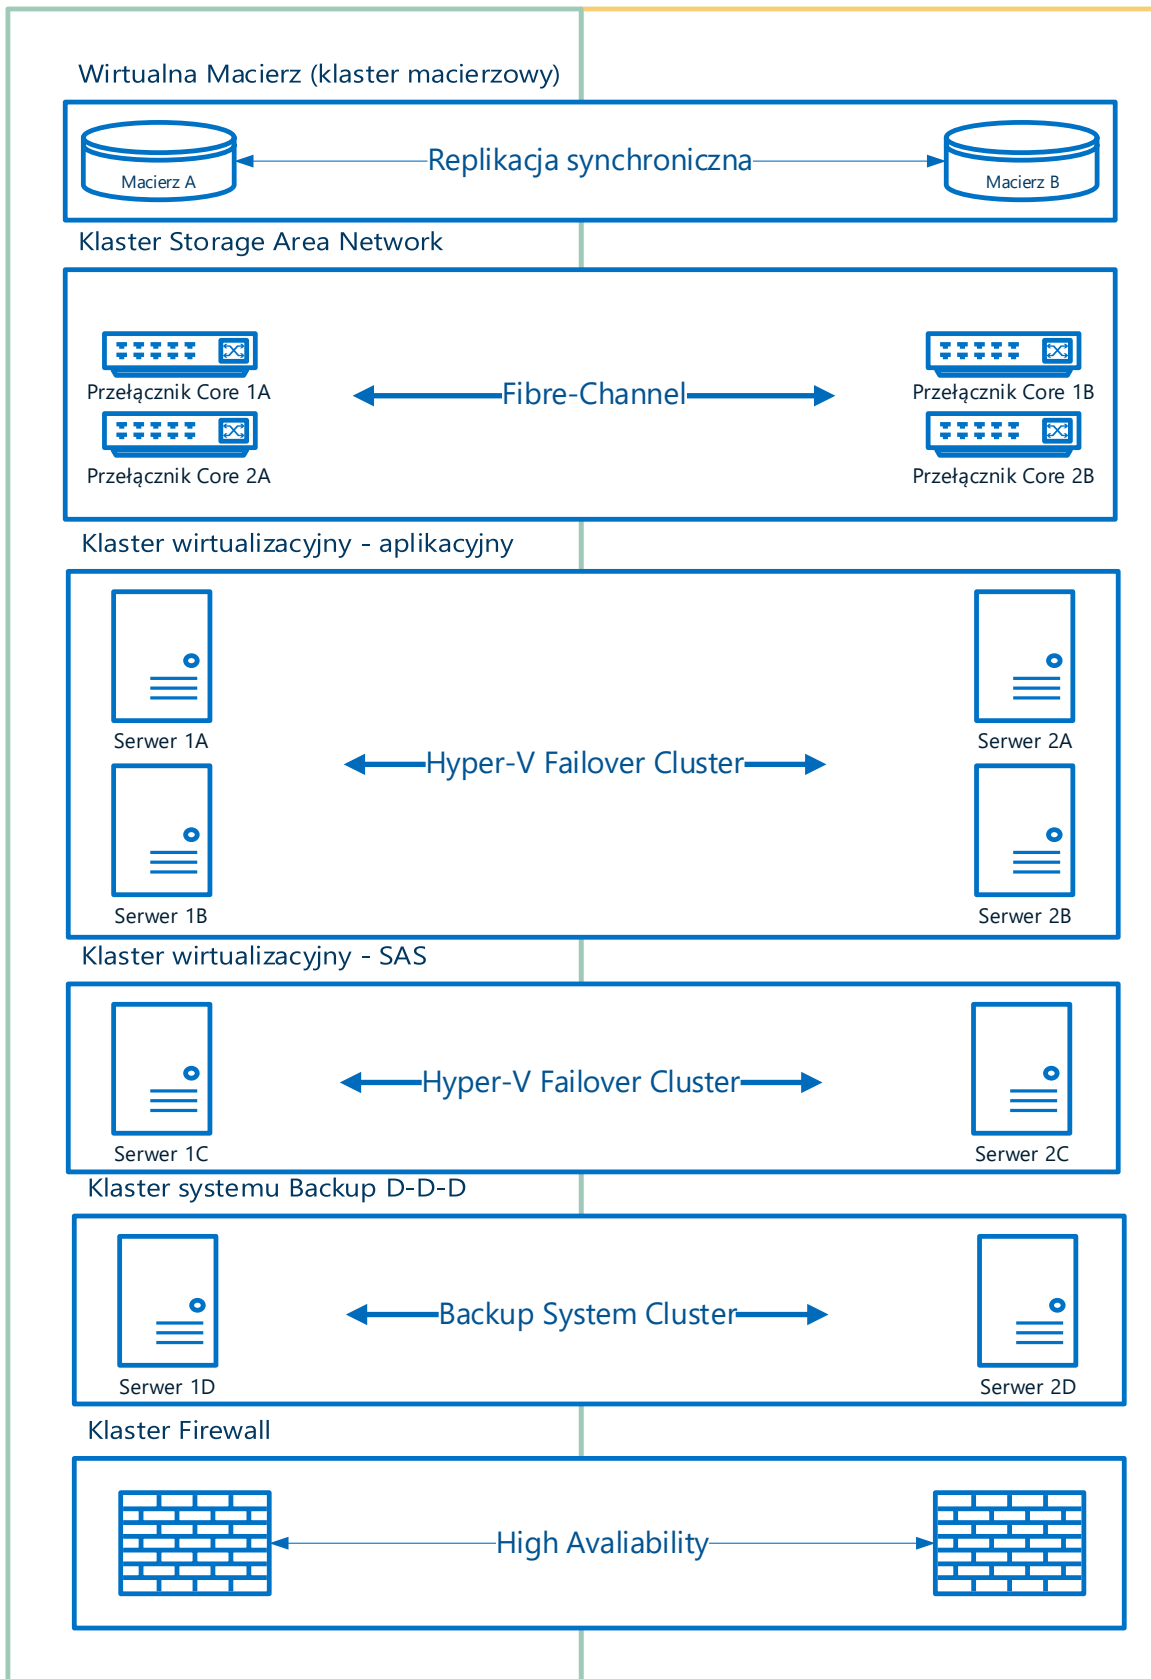 Wirtualna Macierz (klaster macierzowy)
Macierz A
Replikacja synchroniczna
Macierz B
Klaster Storage Area Network
Przełącznik Core 1A
Fibre-Channel
Przełącznik Core 1B
Przełącznik Core 2A
Przełącznik Core 2B
Klaster wirtualizacyjny - aplikacyjny
Serwer 1A
Serwer 2A
Hyper-V Failover Cluster
Serwer 1B
Serwer 2B
Klaster wirtualizacyjny - SAS
Hyper-V Failover Cluster
Serwer 1C
Serwer 2C
Klaster systemu Backup D-D-D
Backup System Cluster
Serwer 1D
Serwer 2D
Klaster Firewall
High Avaliability